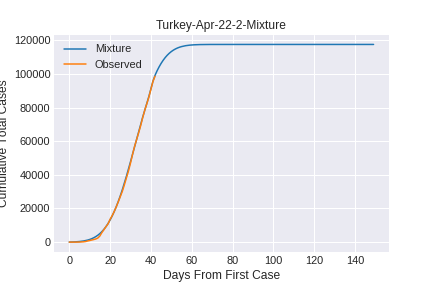 Turkey-Apr-22-2-Mixture
Mixture
Observed
Cumulative Total Cases
120000
100000
80000
60000
40000
20000
0
0 20 40 60 80 100 120 140
Days From First Case